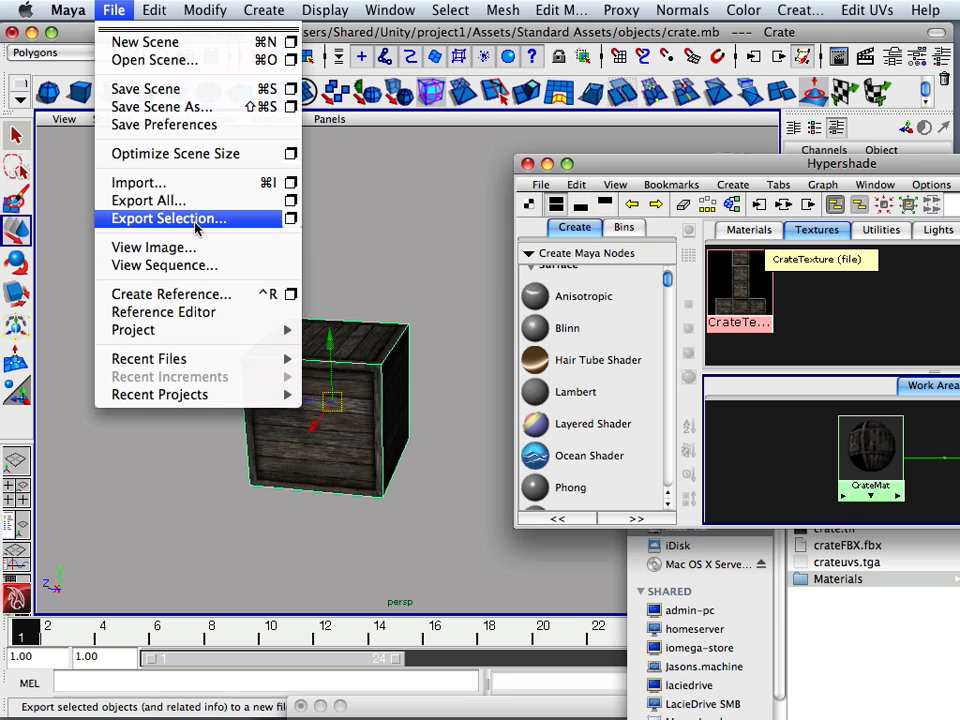 Maya File Edit Modify Create Display Window Select Mesh Edit M... Proxy Normals Color Creat... Edit UVs Help
sers/Shared/Unity/project1/Assets/Standard Assets/objects/crate.mb --- Crate
Polygons
New Scene ⌘N
Open Scene... ⌘O
Save Scene ⌘S
Save Scene As... ⇧⌘S
Save Preferences
Optimize Scene Size
Import... ⌘I
Export All...
Export Selection...
View Image...
View Sequence...
Create Reference... ^R
Reference Editor
Project
Recent Files
Recent Increments
Recent Projects
View
Panels
Channels Object
Hypershade
File Edit View Bookmarks Create Tabs Graph Window Options
Create Bins
Materials Textures Utilities Lights
Create Maya Nodes
Surface
Anisotropic
Blinn
Hair Tube Shader
Lambert
Layered Shader
Ocean Shader
Phong
<< >>
CrateTexture (file)
CrateTe...
Work Area
CrateMat
crateFBX.fbx
crateuvs.tga
Materials
iDisk
Mac OS X Serve...
SHARED
admin-pc
homeserver
iomega-store
Jasons.machine
laciedrive
LacieDrive SMB
persp
y
z x
1 2 4 6 8 10 12 14 16 18 20 22
1.00 1.00 1 24
MEL
Export selected objects (and related info) to a new file